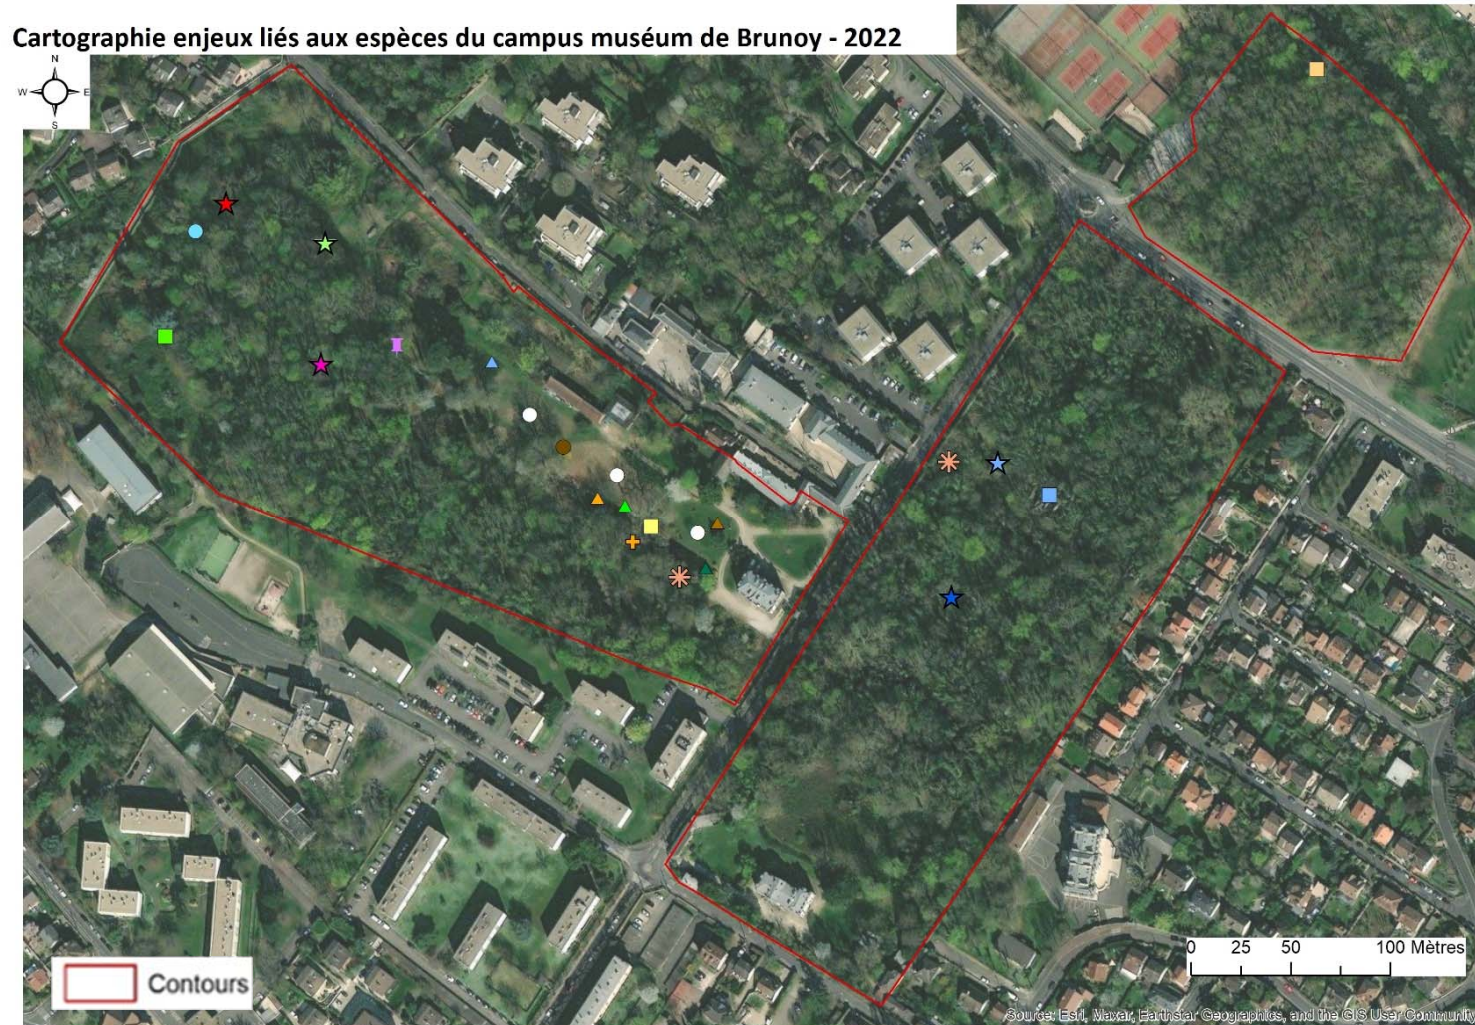 Cartographie enjeux liés aux espèces du campus muséum de Brunoy - 2022
N
W E
S
Contours
0 25 50 100 Mètres
Source: Esri, Maxar, Earthstar Geographics, and the GIS User Community